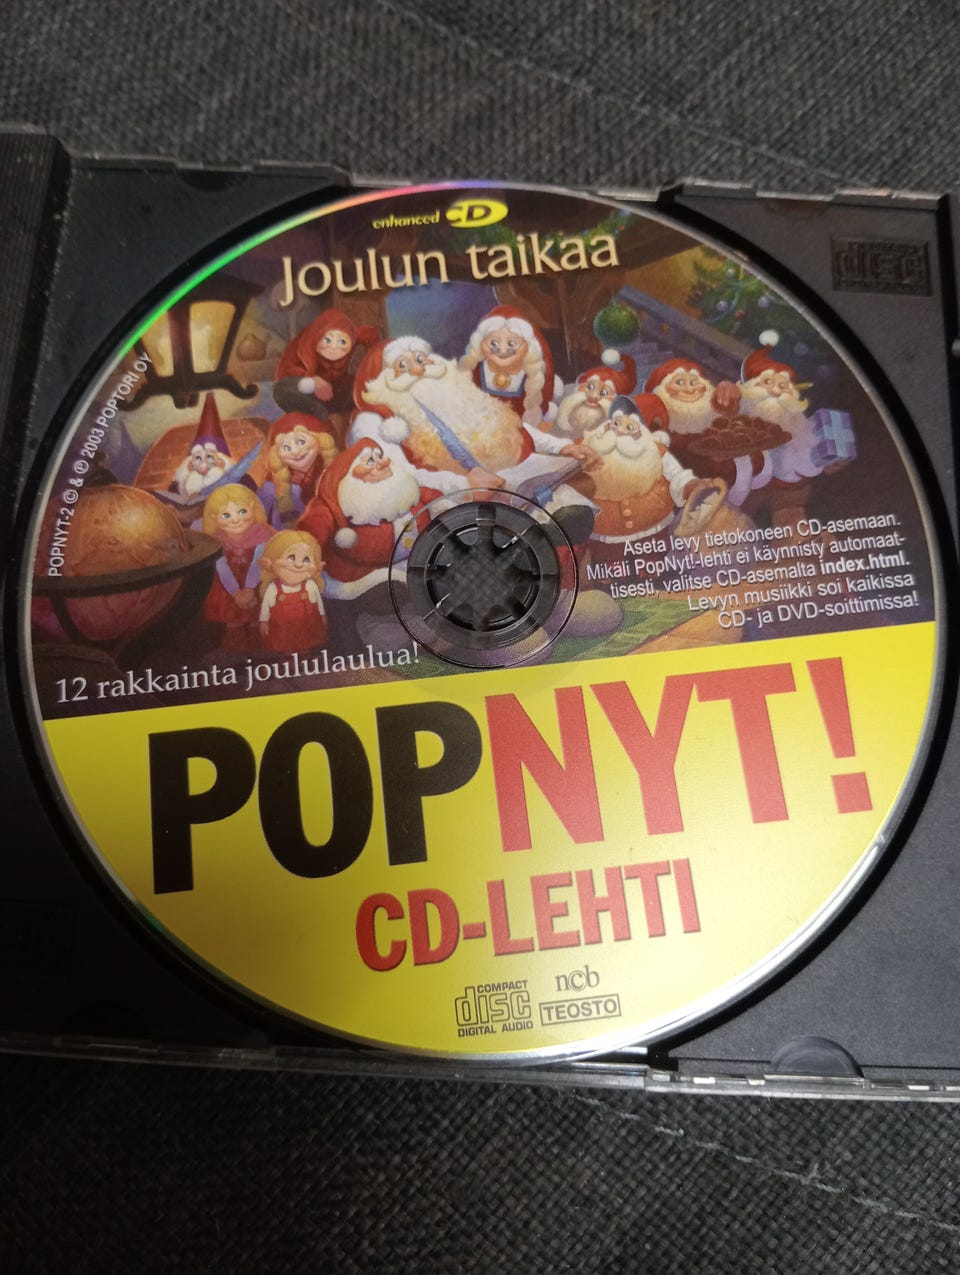 enhanced CD
Joulun taikaa
POPNYT-2 © & ℗ 2003 POPTORI OY
Aseta levy tietokoneen CD-asemaan.
Mikäli PopNyt!-lehti ei käynnisty automaat-
tisesti, valitse CD-asemalta index.html.
Levyn musiikki soi kaikissa
CD- ja DVD-soittimissa!
12 rakkainta joululaulua!
POPNYT!
CD-LEHTI
COMPACT
disc
DIGITAL AUDIO
ncb
TEOSTO
disc